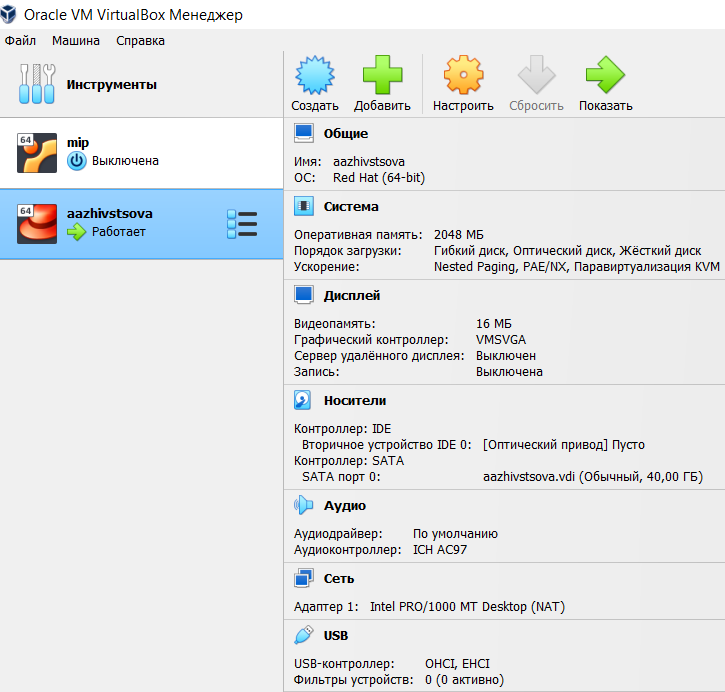 Oracle VM VirtualBox Менеджер
Файл Машина Справка
Инструменты
Создать Добавить Настроить Сбросить Показать
64
mip
Выключена
64
aazhivstsova
Работает
Общие
Имя: aazhivstsova
ОС: Red Hat (64-bit)
Система
Оперативная память: 2048 МБ
Порядок загрузки: Гибкий диск, Оптический диск, Жёсткий диск
Ускорение: Nested Paging, PAE/NX, Паравиртуализация KVM
Дисплей
Видеопамять: 16 МБ
Графический контроллер: VMSVGA
Сервер удалённого дисплея: Выключен
Запись: Выключена
Носители
Контроллер: IDE
Вторичное устройство IDE 0: [Оптический привод] Пусто
Контроллер: SATA
SATA порт 0: aazhivstsova.vdi (Обычный, 40,00 ГБ)
Аудио
Аудиодрайвер: По умолчанию
Аудиоконтроллер: ICH AC97
Сеть
Адаптер 1: Intel PRO/1000 MT Desktop (NAT)
USB
USB-контроллер: OHCI, EHCI
Фильтры устройств: 0 (0 активно)